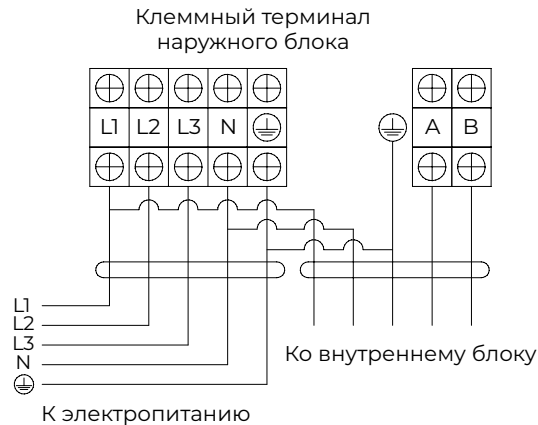 Клеммный терминал
наружного блока
L1 L2 L3 N A B
L1
L2
L3
N
Ко внутреннему блоку
К электропитанию